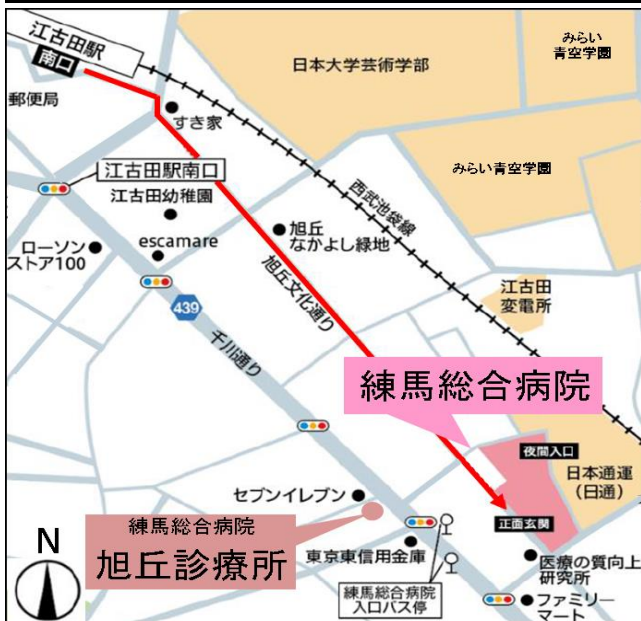 江古田駅
南口
郵便局
すき家
日本大学芸術学部
みらい
青空学園
みらい青空学園
江古田駅南口
江古田幼稚園
escamare
ローソン
ストア100
旭丘
なかよし緑地
西武池袋線
旭丘文化通り
439
千川通り
江古田
変電所
練馬総合病院
夜間入口
日本通運
(日通)
正面玄関
セブンイレブン
練馬総合病院
旭丘診療所
東京東信用金庫
練馬総合病院
入口バス停
医療の質向上
研究所
ファミリー
マート
N